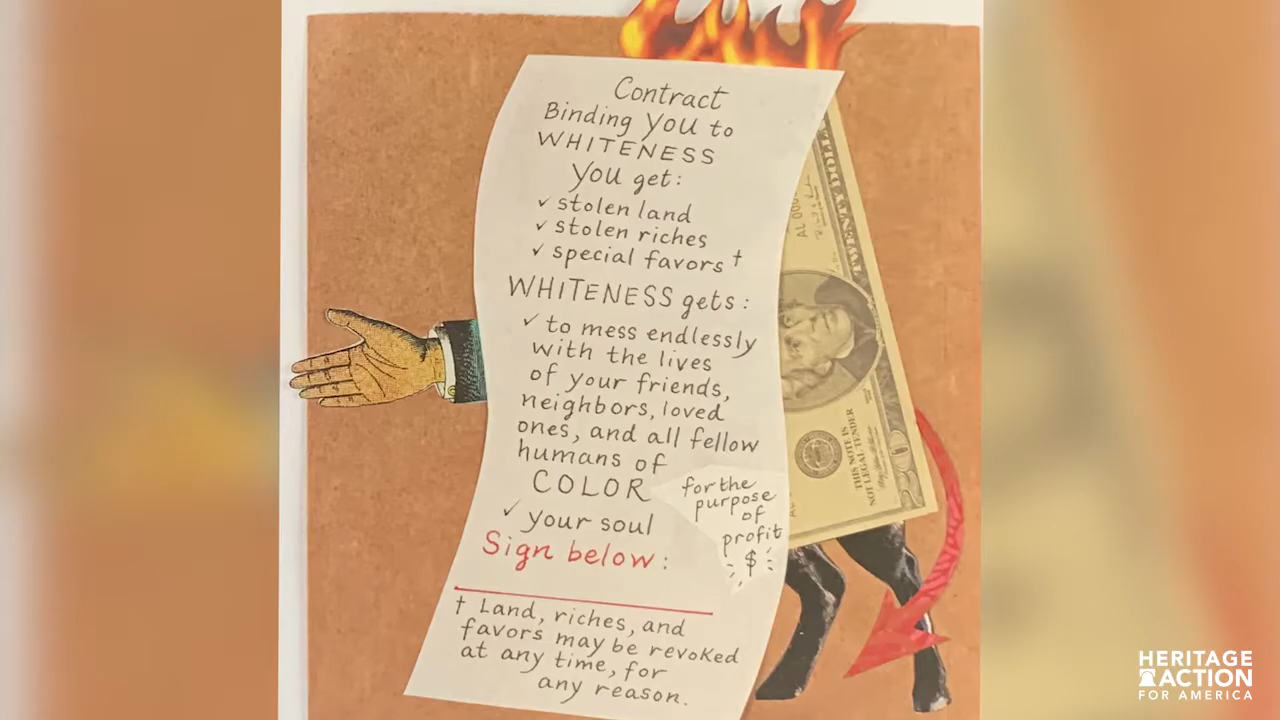 Contract
Binding You to
WHITENESS
You get:
✓ stolen land
✓ stolen riches
✓ special favors †
WHITENESS gets:
✓ to mess endlessly
with the lives
of your friends,
neighbors, loved
ones, and all fellow
humans of
COLOR
for the
purpose
of
profit
$
✓ your soul
Sign below:
† Land, riches, and
favors may be revoked
at any time, for
any reason.
TWENTY DOLL
THIS NOTE IS
NOT LEGAL TENDER
20
HERITAGE
ACTION
FOR AMERICA